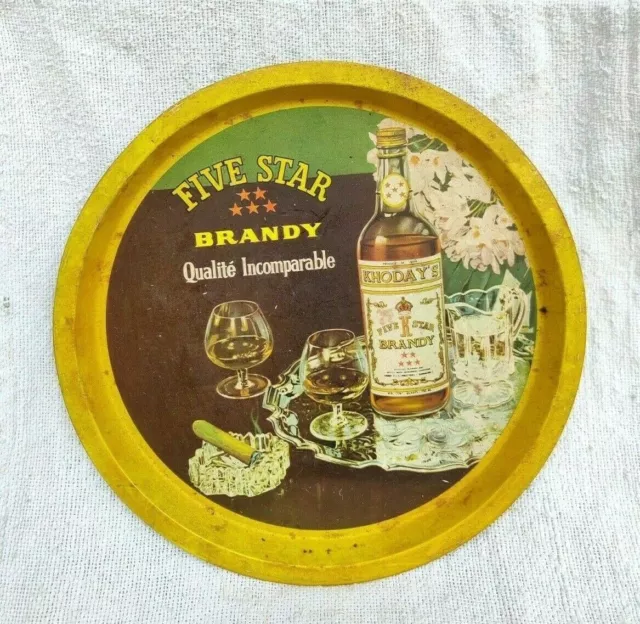 FIVE STAR
BRANDY
Qualité Incomparable
KHODAY'S
FIVE STAR
BRANDY